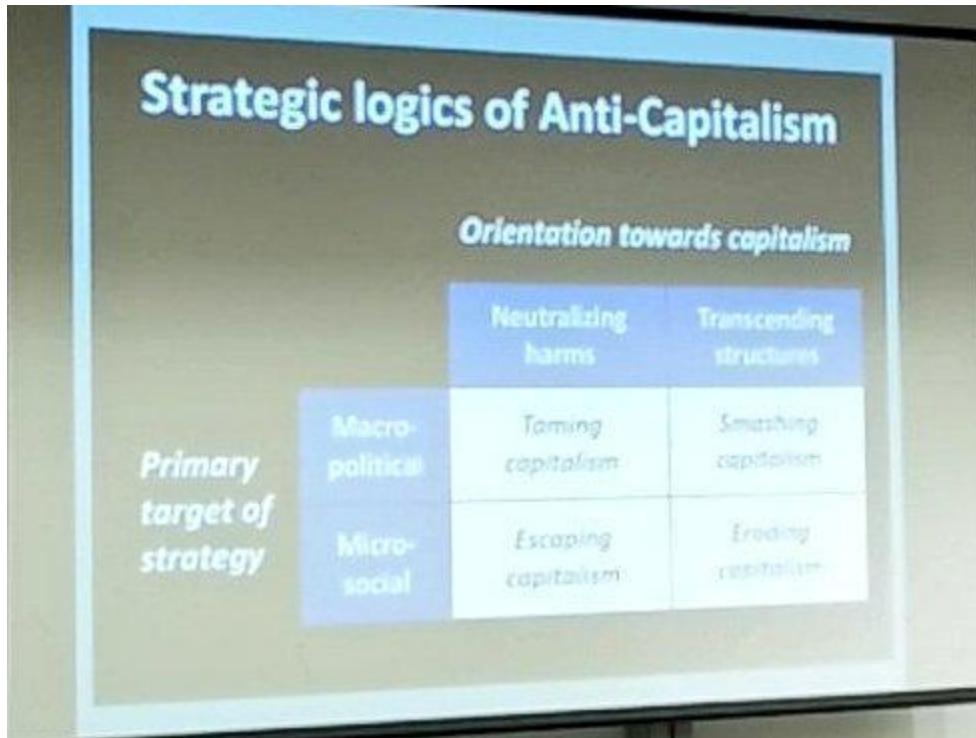 Strategic logics of Anti-Capitalism
Orientation towards capitalism
Neutralizing
harms
Transcending
structures
Primary
target of
strategy
Macro-
political
Taming
capitalism
Smashing
capitalism
Micro-
social
Escaping
capitalism
Eroding
capitalism